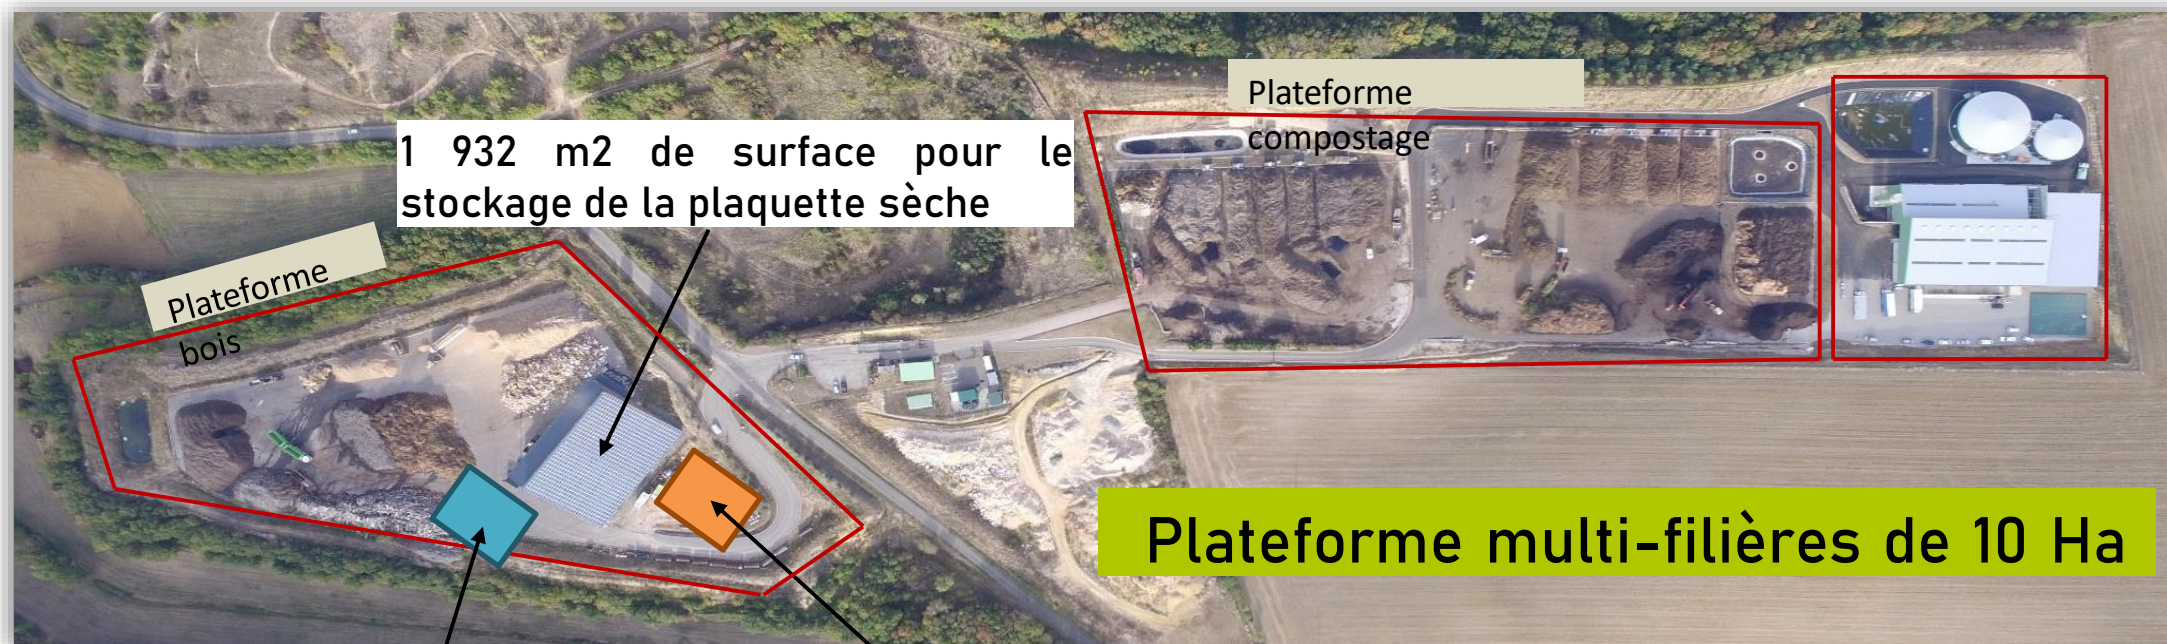 Plateforme
compostage
1 932 m2 de surface pour le
stockage de la plaquette sèche
Plateforme
bois
Plateforme multi-filières de 10 Ha